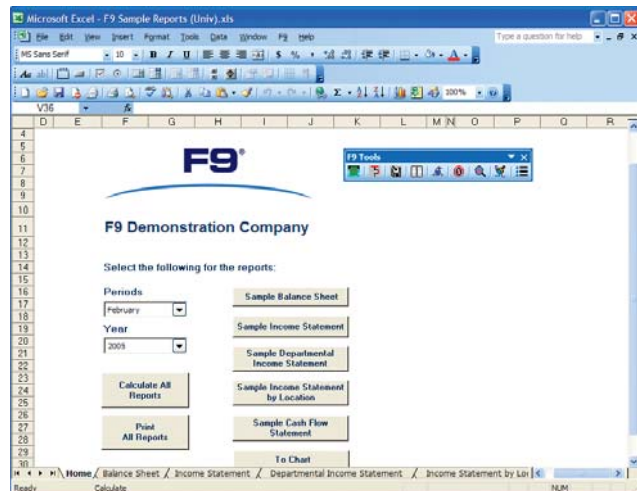 Microsoft Excel - F9 Sample Reports (Univ).xls
File Edit View Insert Format Tools Data Window F9 Help Type a question for help
MS Sans Serif 10 B I U $ % ,
100%
V36 fx
D E F G H I J K L M N O P Q R
4
5
6
7
8
9
10
11
12
13
14
15
16
17
18
19
20
21
22
23
24
25
26
27
28
29
30
F9®
F9 Tools
F9 Demonstration Company
Select the following for the reports:
Periods
February
Year
2005
Calculate All
Reports
Print
All Reports
Sample Balance Sheet
Sample Income Statement
Sample Departmental
Income Statement
Sample Income Statement
by Location
Sample Cash Flow
Statement
To Chart
Home / Balance Sheet / Income Statement / Departmental Income Statement / Income Statement by Loc
Ready Calculate NUM